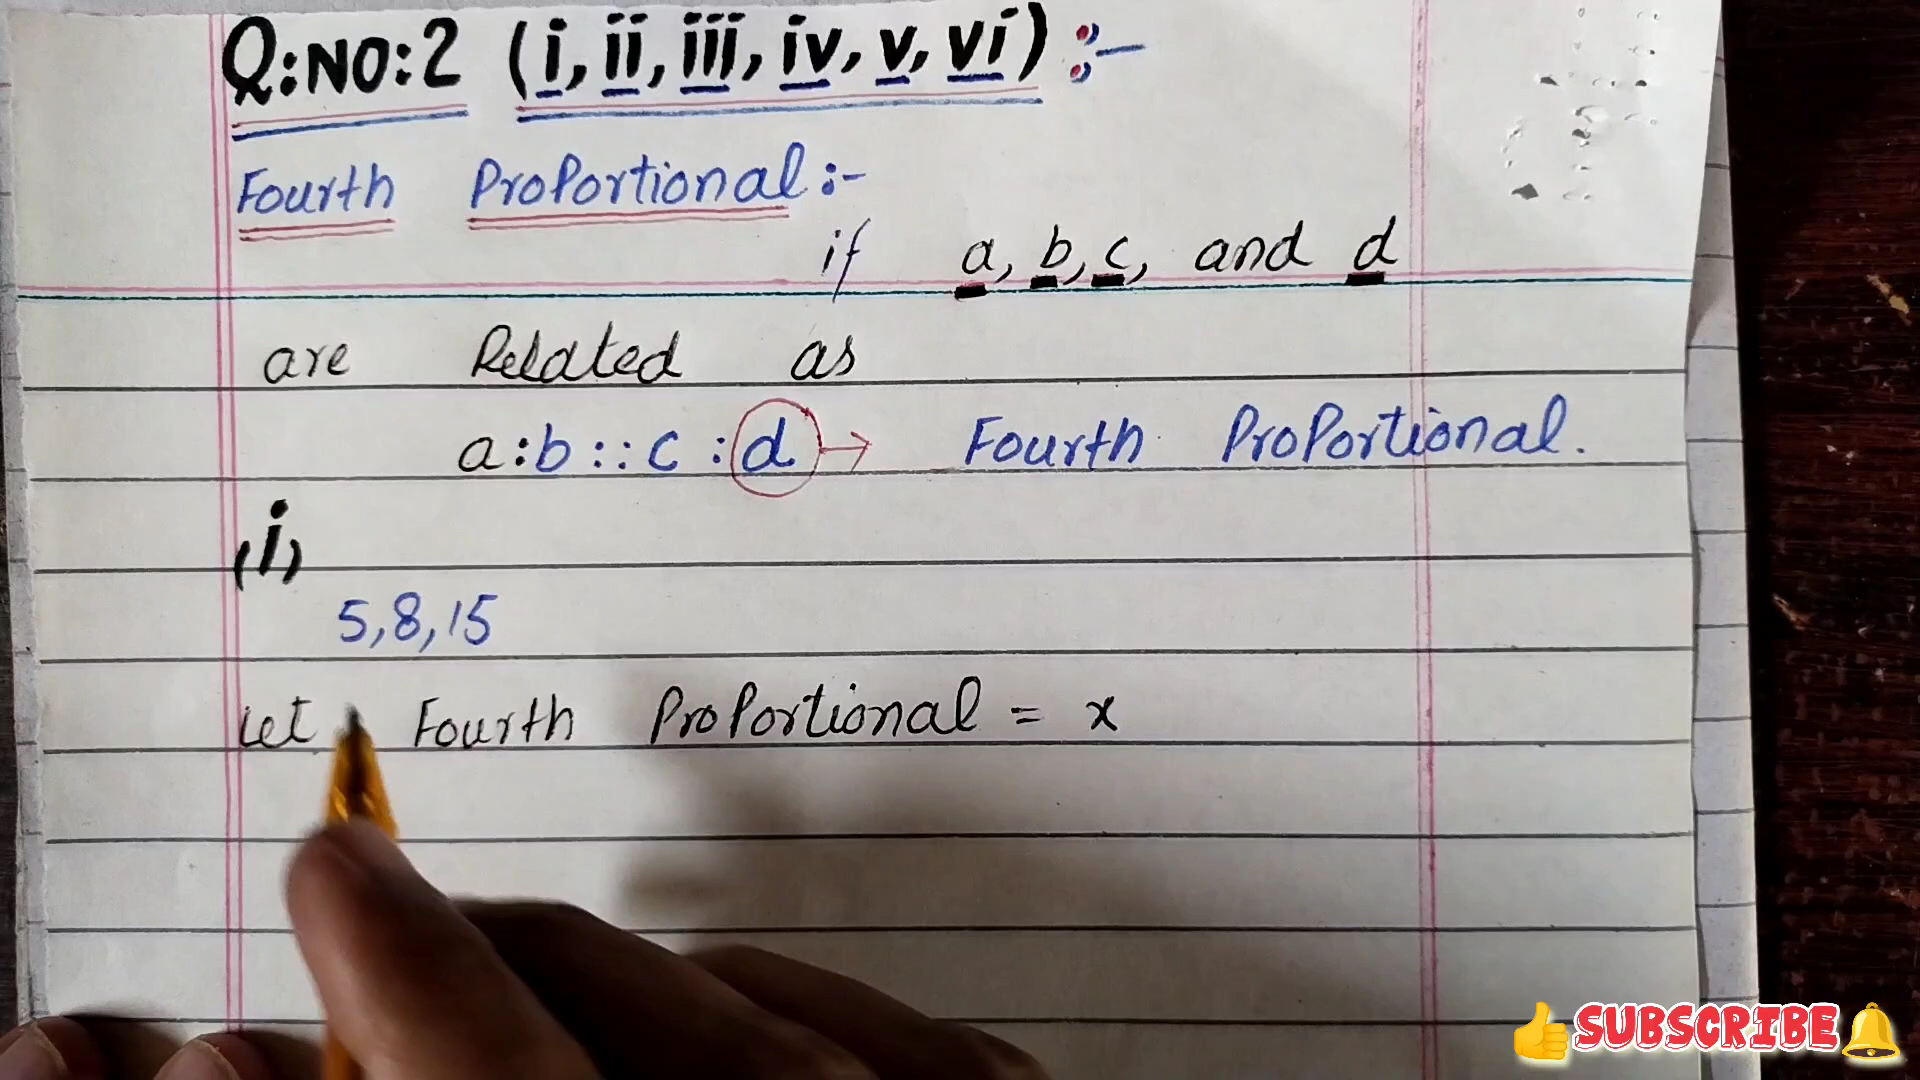 Q:NO:2 (i, ii, iii, iv, v, vi) :-
Fourth ProPortional:-
if a, b, c, and d
are Related as
a:b::c:d → Fourth ProPortional.
(i)
5,8,15
Let Fourth ProPortional = x
SUBSCRIBE